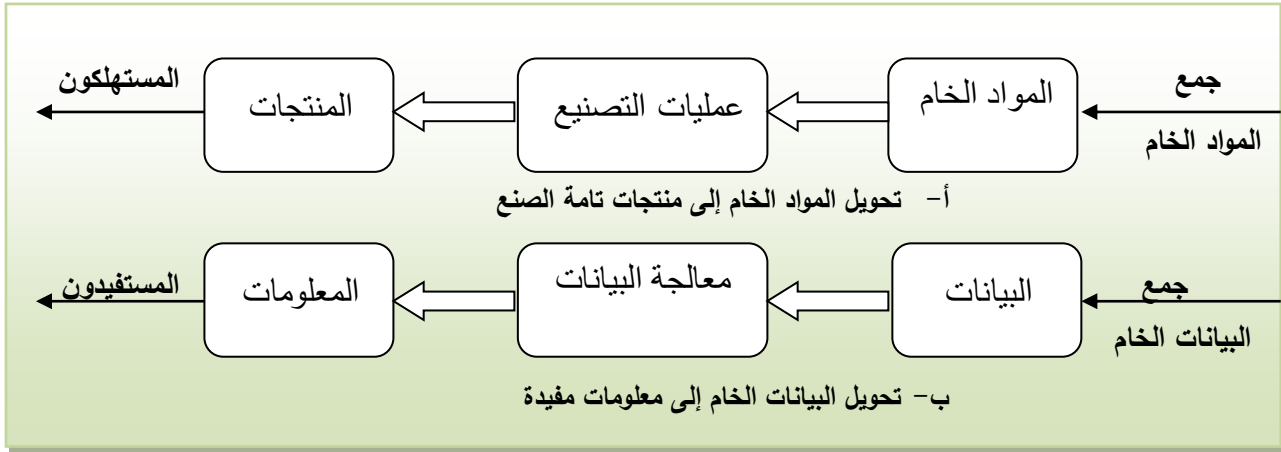 جمع
المواد الخام
المواد الخام
عمليات التصنيع
المنتجات
المستهلكون
أ- تحويل المواد الخام إلى منتجات تامة الصنع
جمع
البيانات الخام
البيانات
معالجة البيانات
المعلومات
المستفيدون
ب- تحويل البيانات الخام إلى معلومات مفيدة